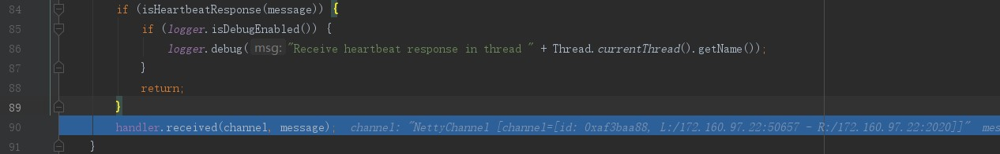 84 if (isHeartbeatResponse(message)) {
85 if (logger.isDebugEnabled()) {
86 logger.debug( msg: "Receive heartbeat response in thread " + Thread.currentThread().getName());
87 }
88 return;
89 }
90 handler.received(channel, message); channel: "NettyChannel [channel=[id: 0xaf3baa88, L:/172.160.97.22:50657 - R:/172.160.97.22:2020]]" mes
91 }